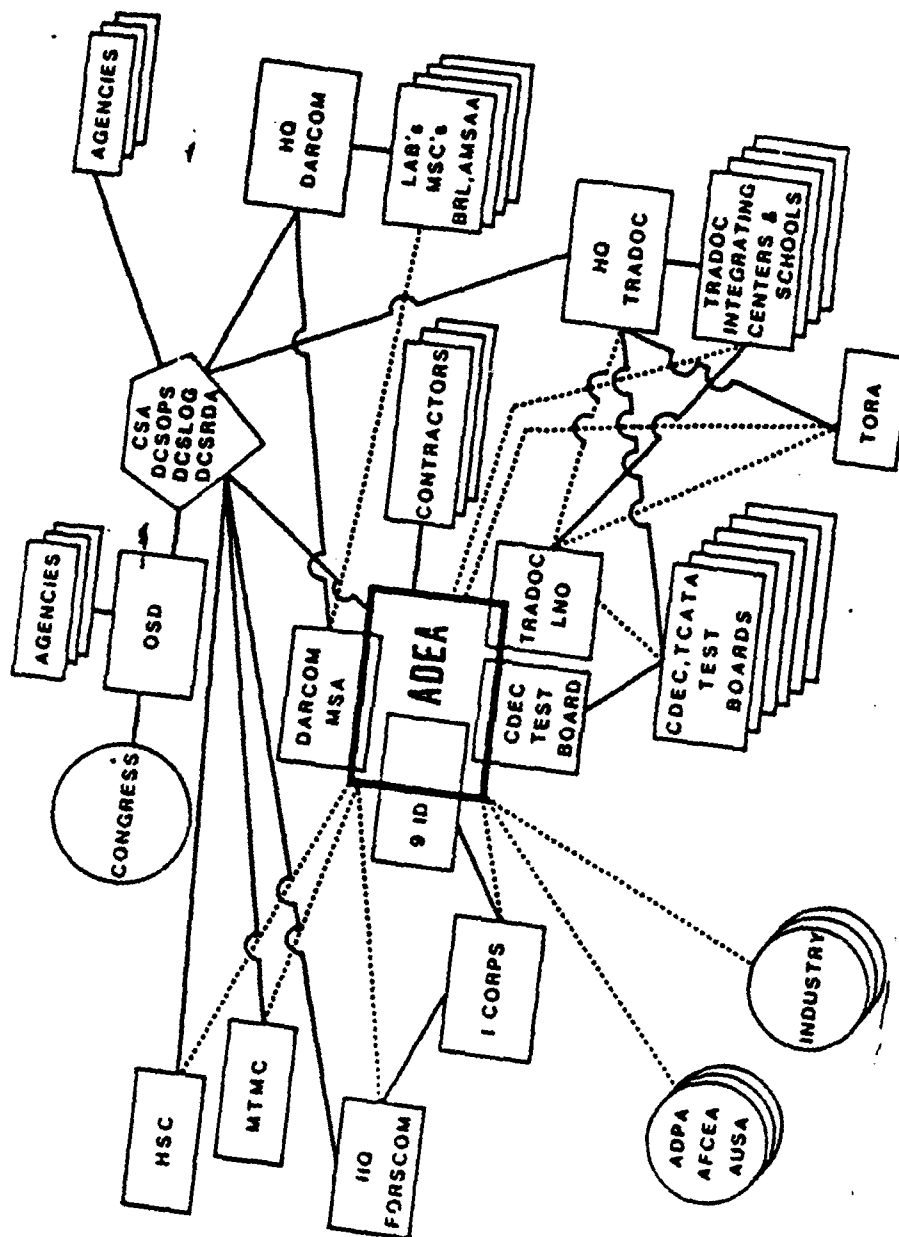 AGENCIES
HQ
DARCOM
LAB's
MSC's
BRL,AMSAA
CSA
DCSOPS
DCSLOG
DCSRDA
HQ
TRADOC
TRADOC
INTEGRATING
CENTERS &
SCHOOLS
AGENCIES
OSD
CONTRACTORS
TORA
CONGRESS
DARCOM
MSA
ADEA
TRADOC
LNO
CDEC
TEST
BOARD
CDEC,TCATA
TEST
BOARDS
9 ID
HSC
MTMC
HQ
FORSCOM
I CORPS
INDUSTRY
ADPA
AFCEA
AUSA